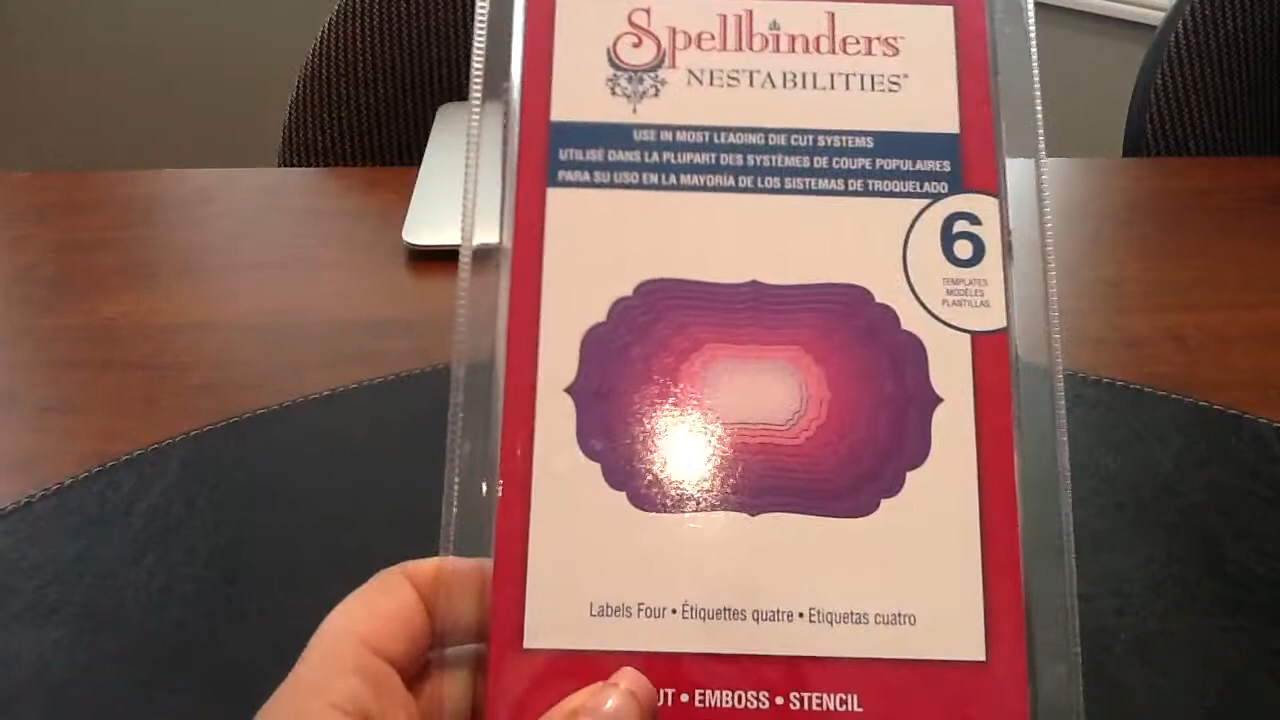 Spellbinders™
NESTABILITIES®
USE IN MOST LEADING DIE CUT SYSTEMS
UTILISÉ DANS LA PLUPART DES SYSTÈMES DE COUPE POPULAIRES
PARA SU USO EN LA MAYORÍA DE LOS SISTEMAS DE TROQUELADO
6
TEMPLATES
MODÈLES
PLANTILLAS
Labels Four • Étiquettes quatre • Etiquetas cuatro
• EMBOSS • STENCIL